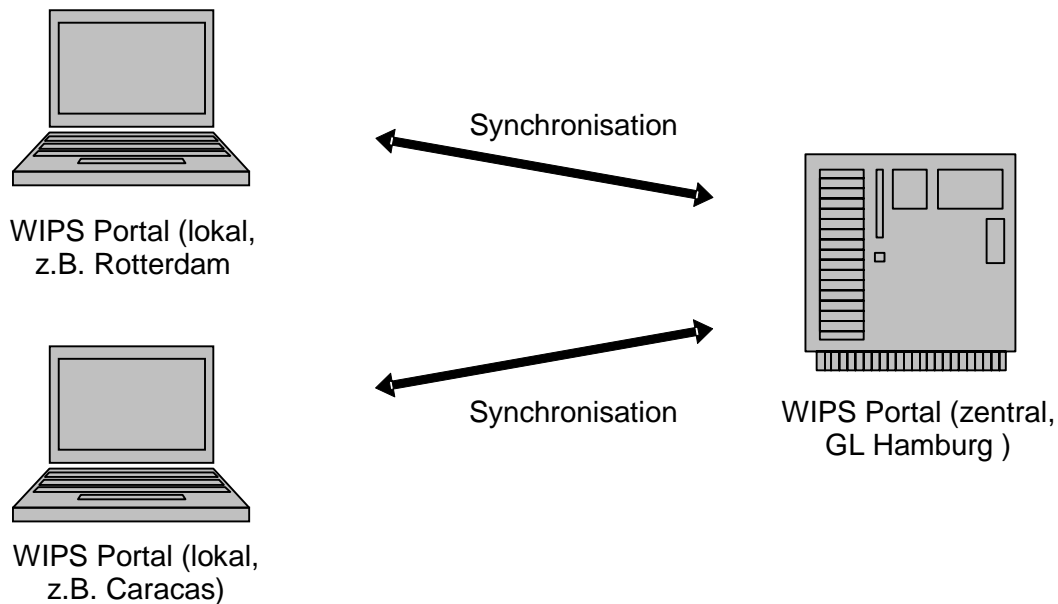 Synchronisation
WIPS Portal (lokal,
z.B. Rotterdam
Synchronisation
WIPS Portal (zentral,
GL Hamburg )
WIPS Portal (lokal,
z.B. Caracas)